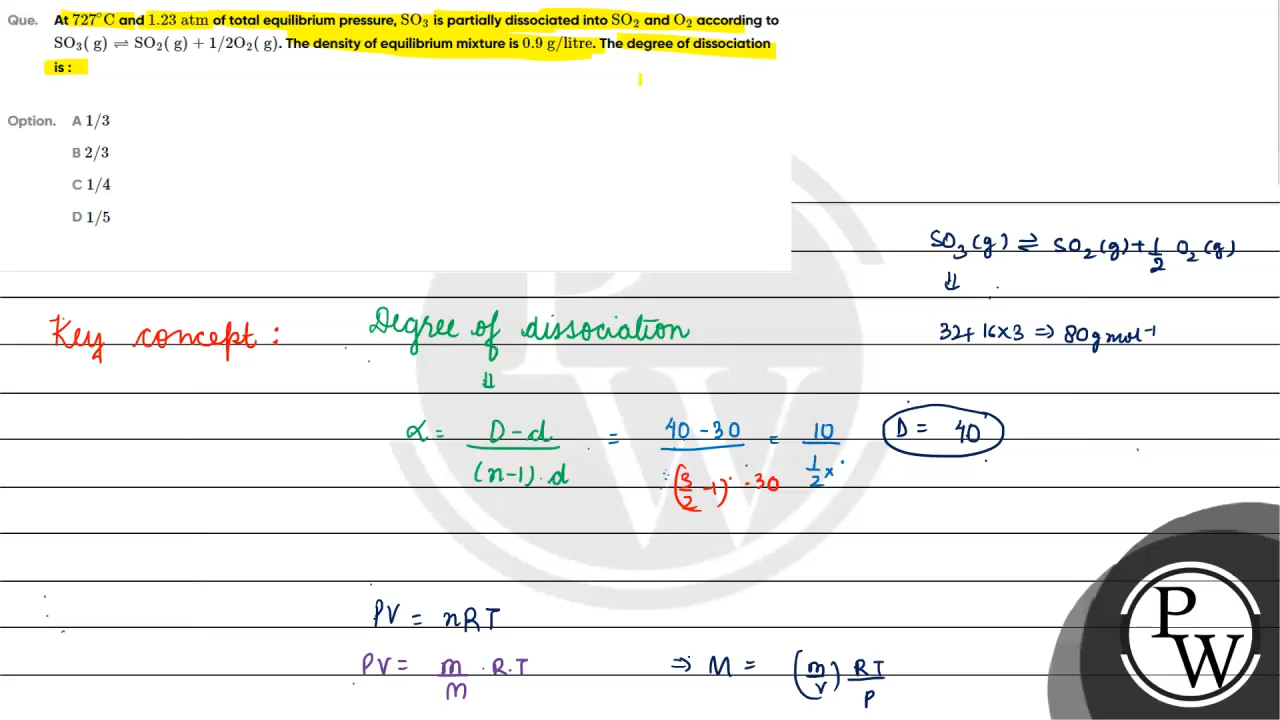 Que. At 727°C and 1.23 atm of total equilibrium pressure, SO₃ is partially dissociated into SO₂ and O₂ according to
SO₃( g) ⇌ SO₂( g) + 1/2O₂( g). The density of equilibrium mixture is 0.9 g/litre. The degree of dissociation
is :
Option. A 1/3
B 2/3
C 1/4
D 1/5
SO₃(g) ⇌ SO₂(g) + 1/2 O₂(g)
⇓
32 + 16×3 ⇒ 80 g mol⁻¹
Key concept : Degree of dissociation
⇓
α = (D-d)/((n-1).d) = (40-30)/((3/2 -1) .30) = 10/(1/2 ×
D = 40
PV = nRT
PV = m/M . R.T ⇒ M = (m/v) RT/P
PW
PW